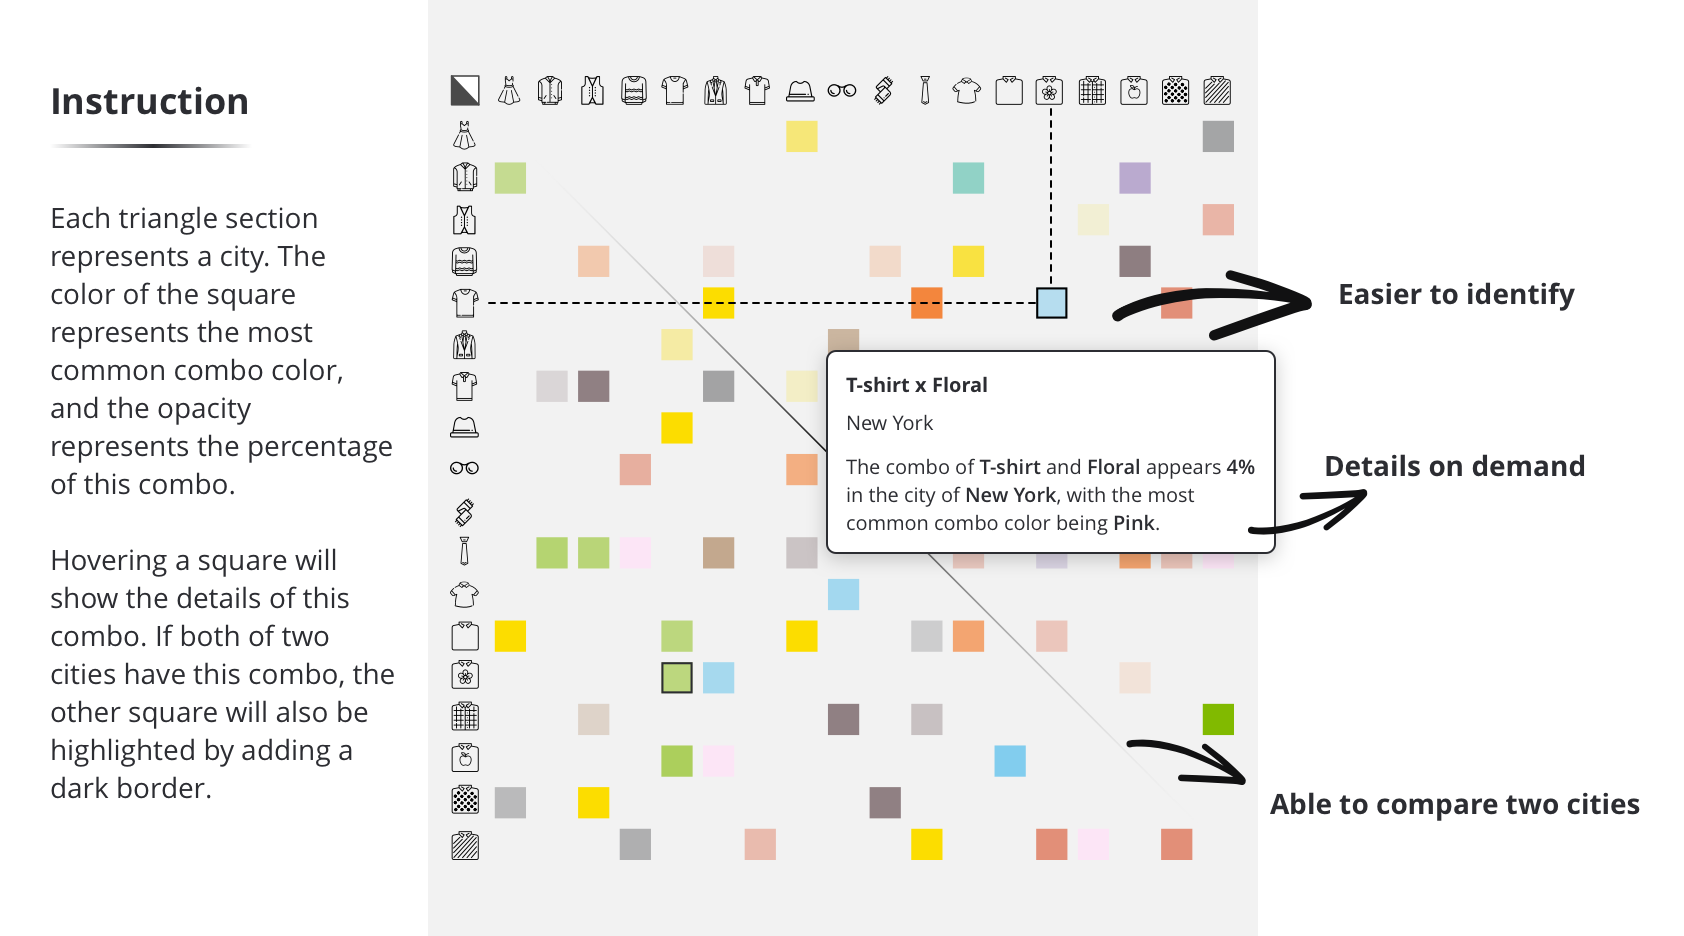 Instruction
Each triangle section
represents a city. The
color of the square
represents the most
common combo color,
and the opacity
represents the percentage
of this combo.
Hovering a square will
show the details of this
combo. If both of two
cities have this combo, the
other square will also be
highlighted by adding a
dark border.
T-shirt x Floral
New York
The combo of T-shirt and Floral appears 4%
in the city of New York, with the most
common combo color being Pink.
Easier to identify
Details on demand
Able to compare two cities